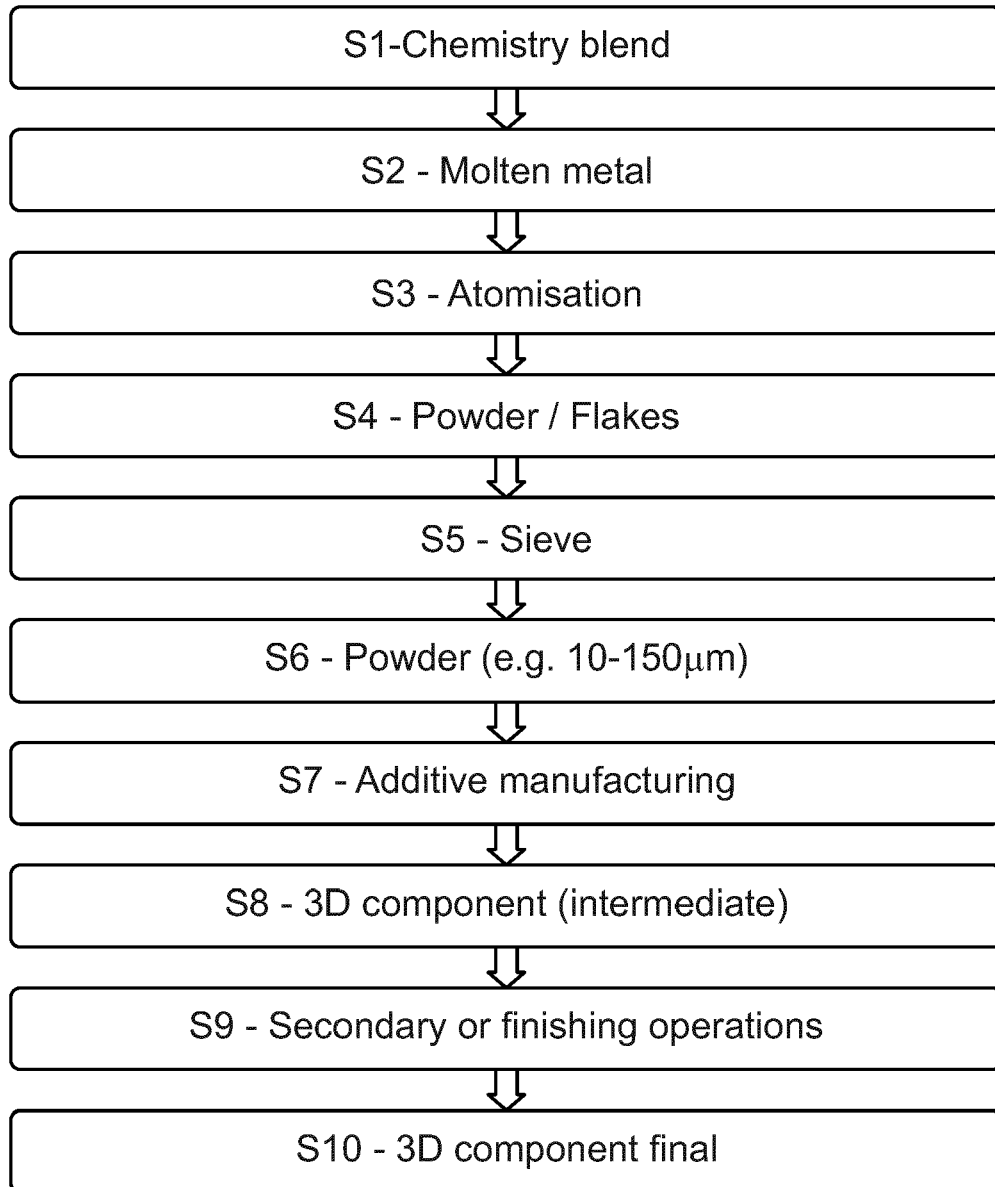 S1-Chemistry blend
S2 - Molten metal
S3 - Atomisation
S4 - Powder / Flakes
S5 - Sieve
S6 - Powder (e.g. 10-150μm)
S7 - Additive manufacturing
S8 - 3D component (intermediate)
S9 - Secondary or finishing operations
S10 - 3D component final